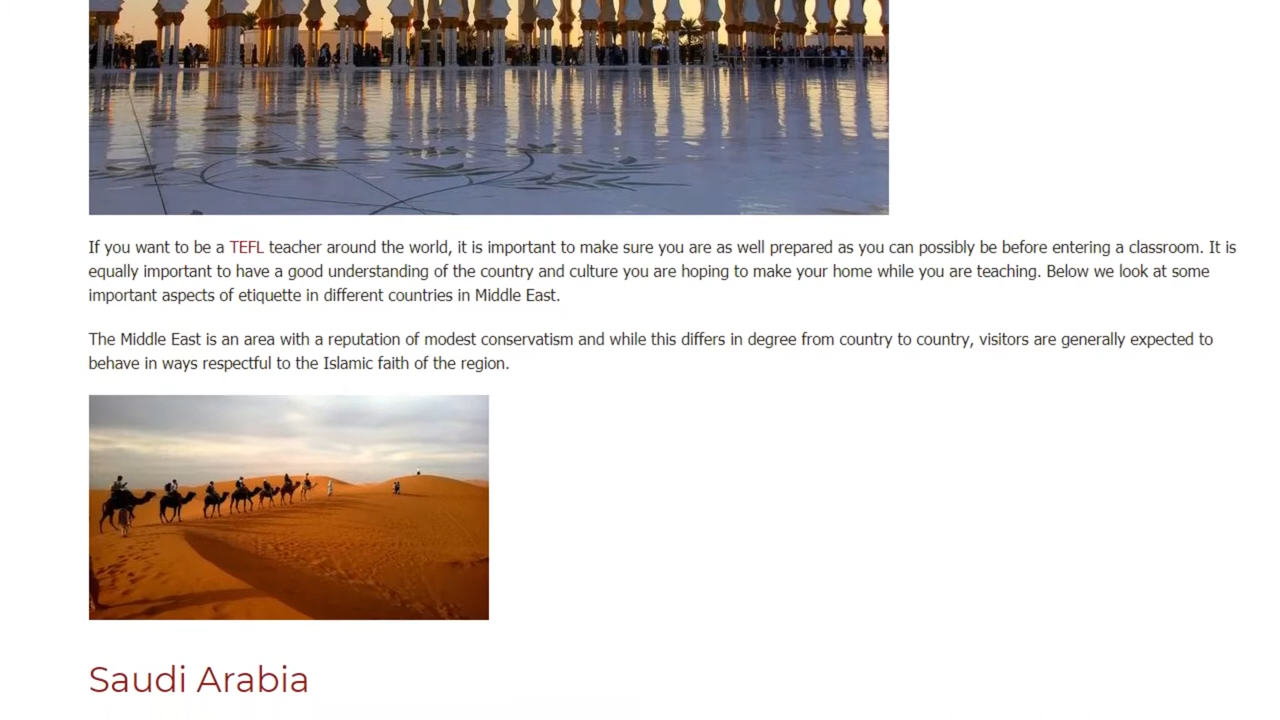 If you want to be a TEFL teacher around the world, it is important to make sure you are as well prepared as you can possibly be before entering a classroom. It is
equally important to have a good understanding of the country and culture you are hoping to make your home while you are teaching. Below we look at some
important aspects of etiquette in different countries in Middle East.
The Middle East is an area with a reputation of modest conservatism and while this differs in degree from country to country, visitors are generally expected to
behave in ways respectful to the Islamic faith of the region.
Saudi Arabia